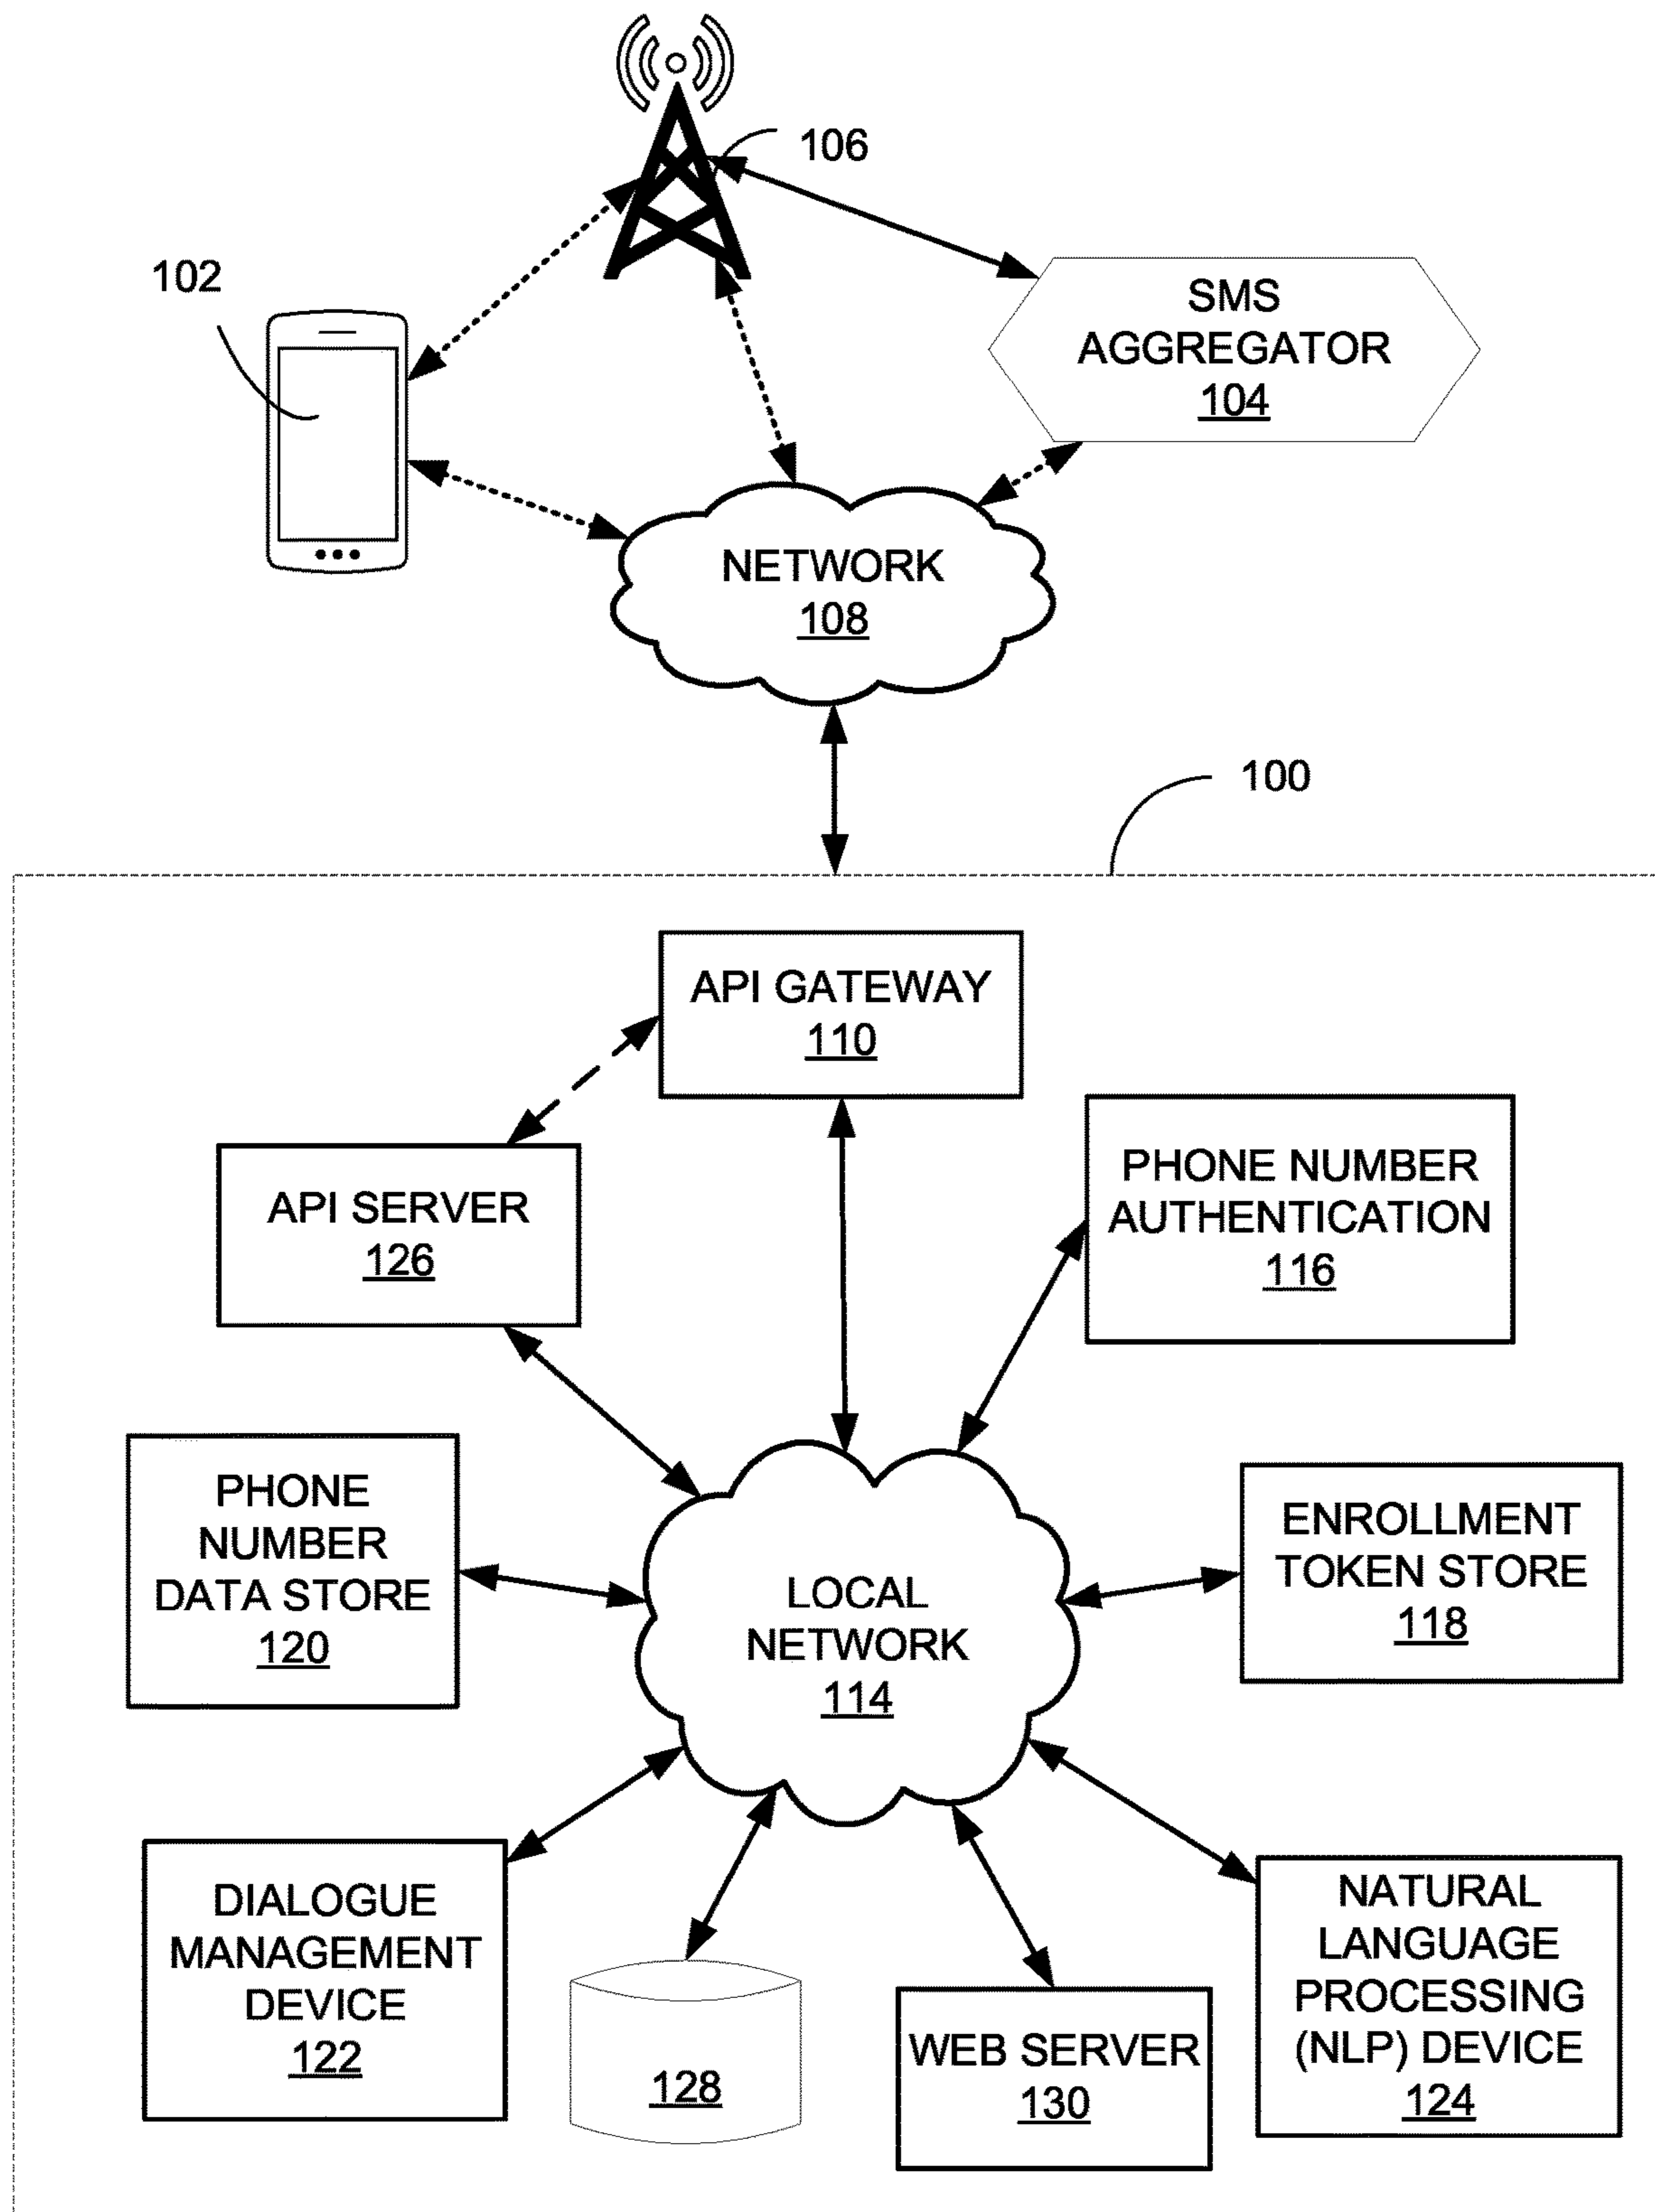 106
102
SMS
AGGREGATOR
104
NETWORK
108
100
API GATEWAY
110
PHONE NUMBER
AUTHENTICATION
116
API SERVER
126
PHONE
NUMBER
DATA STORE
120
ENROLLMENT
TOKEN STORE
118
LOCAL
NETWORK
114
DIALOGUE
MANAGEMENT
DEVICE
122
128
WEB SERVER
130
NATURAL
LANGUAGE
PROCESSING
(NLP) DEVICE
124